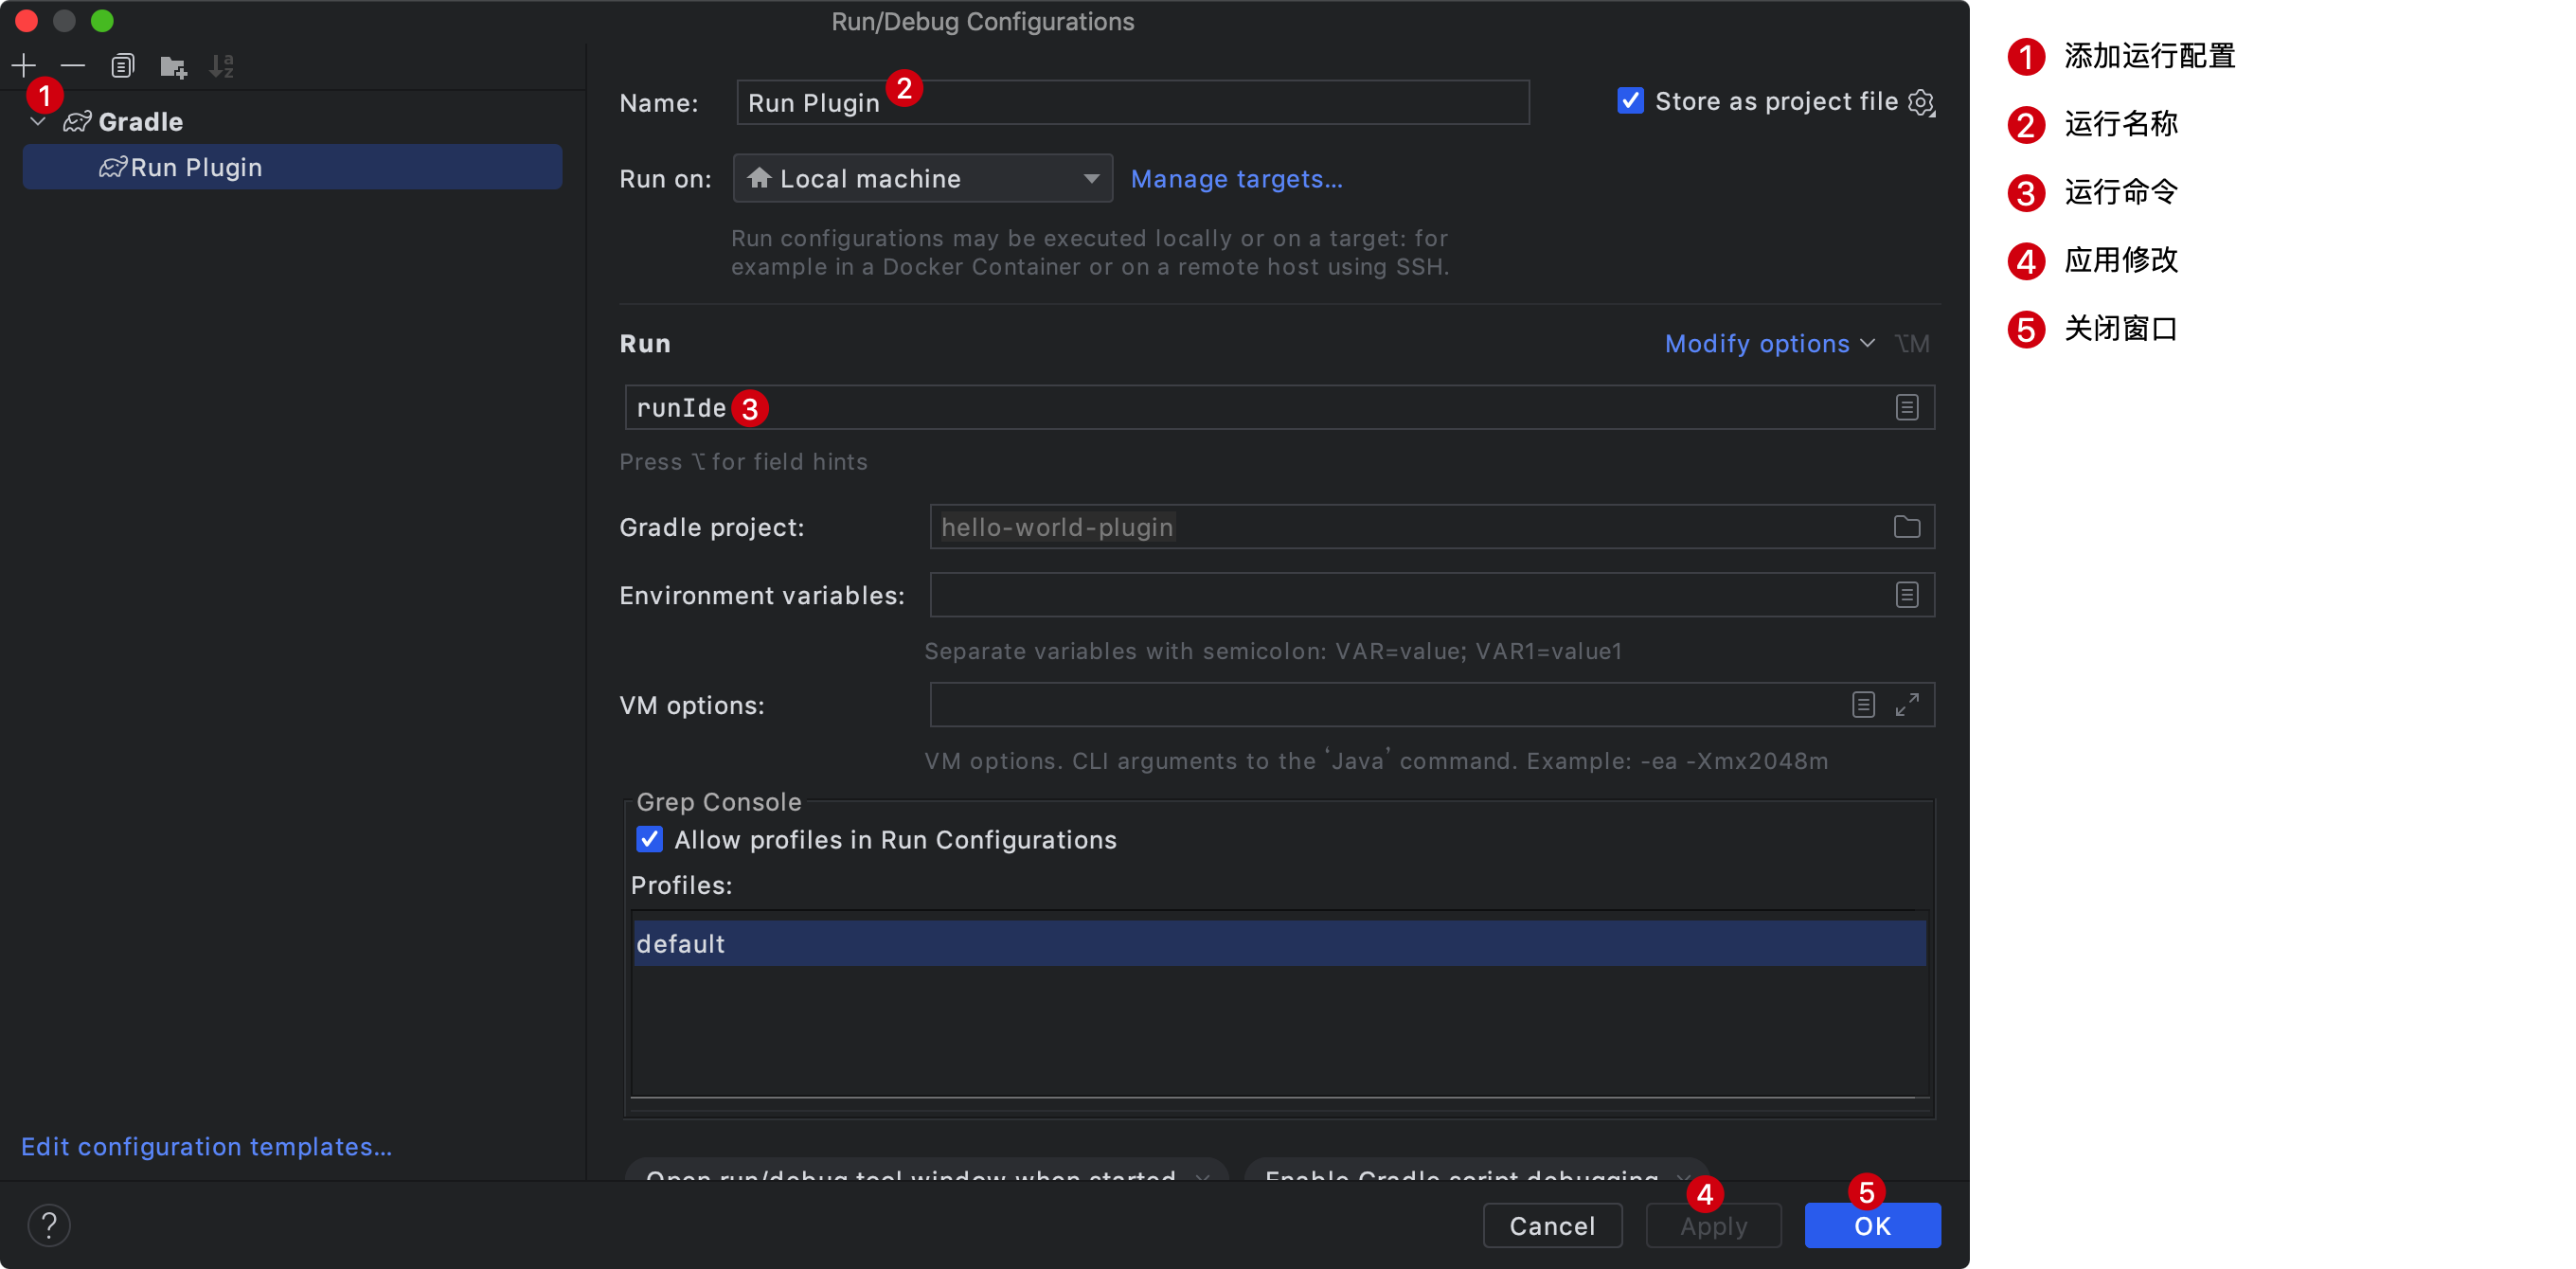 Run/Debug Configurations
1
Gradle
Run Plugin
Edit configuration templates...
Name:
Run Plugin
2
Store as project file
Run on:
Local machine
Manage targets...
Run configurations may be executed locally or on a target: for
example in a Docker Container or on a remote host using SSH.
Run
Modify options
⌥M
runIde
3
Press ⌥ for field hints
Gradle project:
hello-world-plugin
Environment variables:
Separate variables with semicolon: VAR=value; VAR1=value1
VM options:
VM options. CLI arguments to the ‘Java’ command. Example: -ea -Xmx2048m
Grep Console
Allow profiles in Run Configurations
Profiles:
default
Open run/debug tool window when started
Enable Gradle script debugging
?
Cancel
4
Apply
5
OK
1 添加运行配置
2 运行名称
3 运行命令
4 应用修改
5 关闭窗口